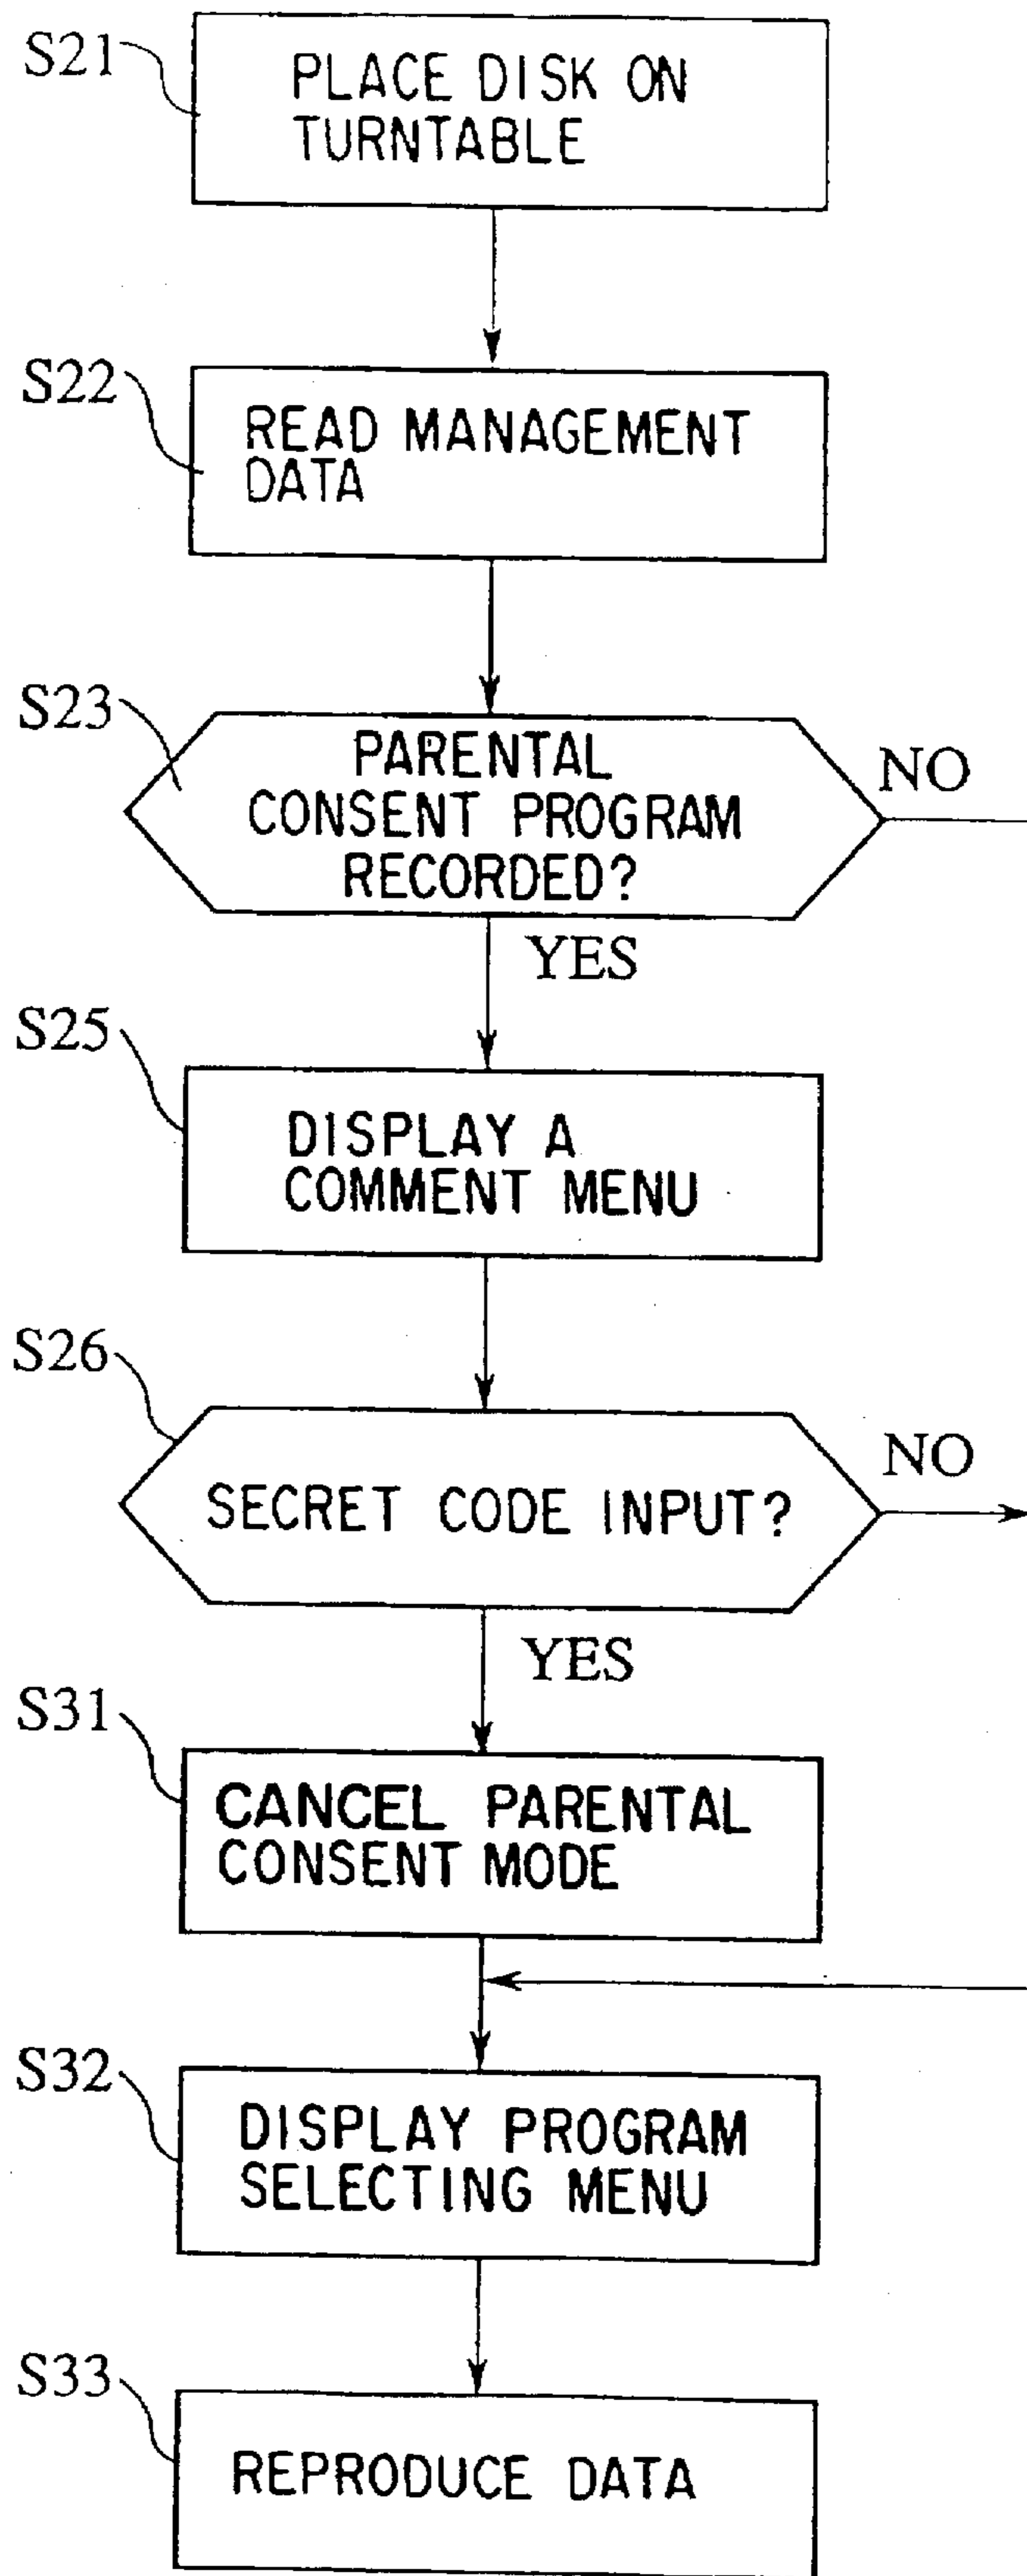 S21
PLACE DISK ON
TURNTABLE
S22
READ MANAGEMENT
DATA
S23
PARENTAL
CONSENT PROGRAM
RECORDED?
NO
YES
S25
DISPLAY A
COMMENT MENU
S26
SECRET CODE INPUT?
NO
YES
S31
CANCEL PARENTAL
CONSENT MODE
S32
DISPLAY PROGRAM
SELECTING MENU
S33
REPRODUCE DATA